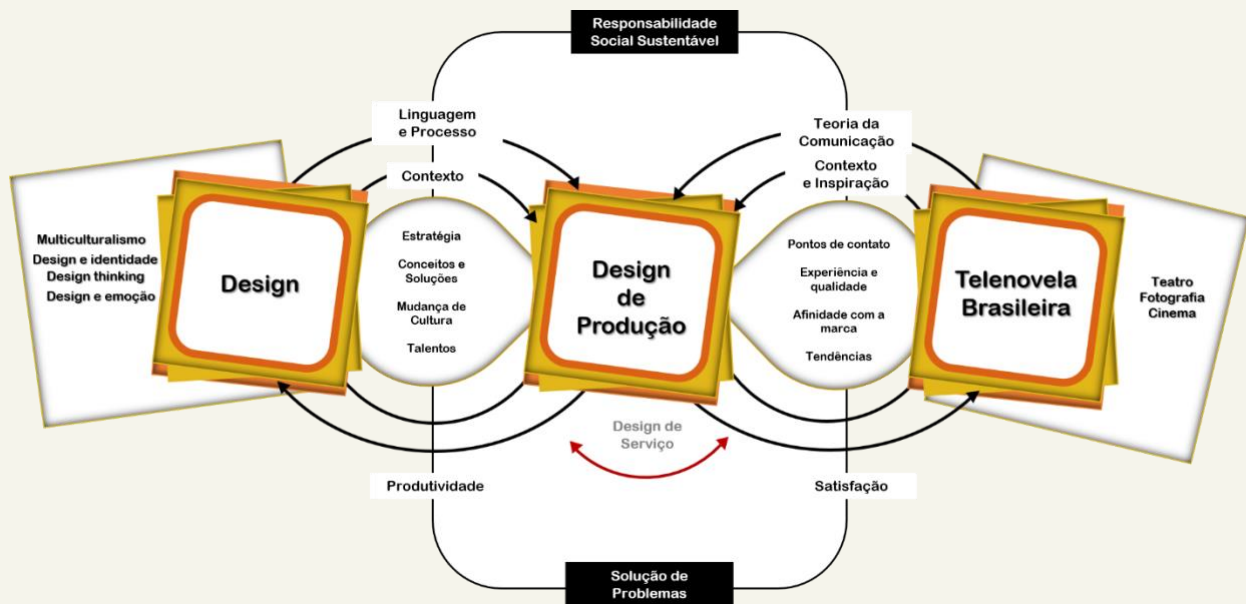 Responsabilidade
Social Sustentável
Linguagem
e Processo
Contexto
Teoria da
Comunicação
Contexto
e Inspiração
Multiculturalismo
Design e identidade
Design thinking
Design e emoção
Design
Estratégia
Conceitos e
Soluções
Mudança de
Cultura
Talentos
Design
de
Produção
Pontos de contato
Experiência e
qualidade
Afinidade com a
marca
Tendências
Telenovela
Brasileira
Teatro
Fotografia
Cinema
Design de
Serviço
Produtividade
Satisfação
Solução de
Problemas